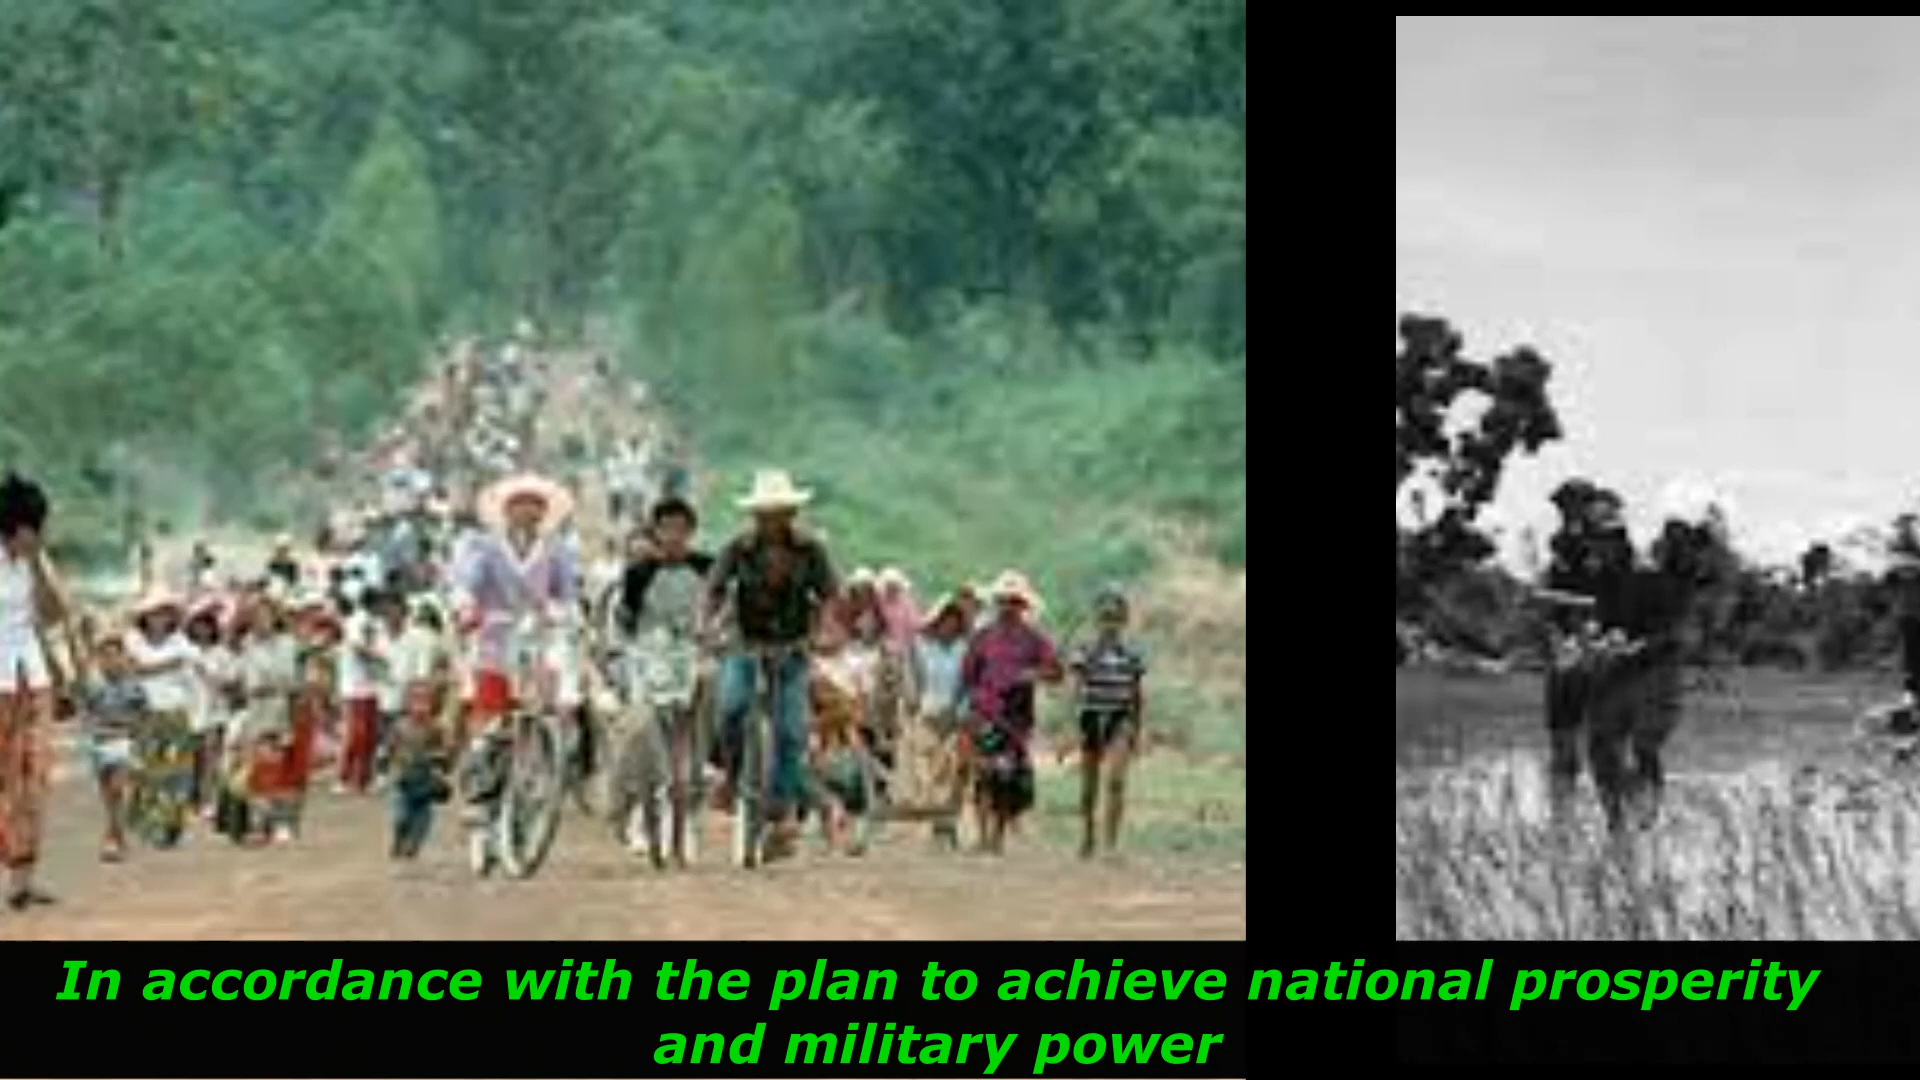 In accordance with the plan to achieve national prosperity
and military power